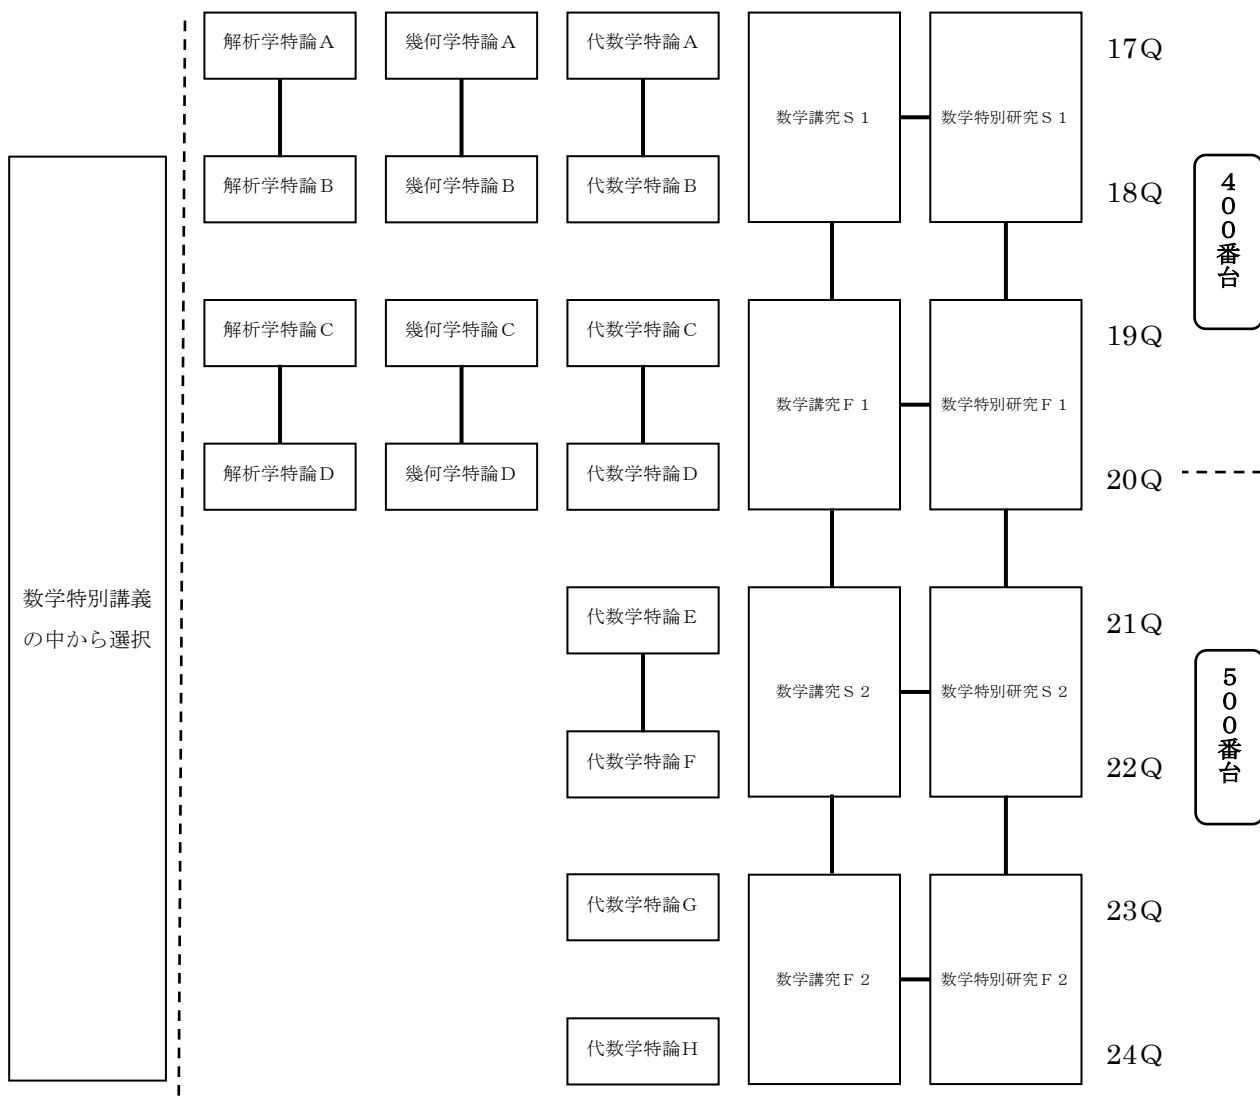 解析学特論A
幾何学特論A
代数学特論A
17Q
数学講究S1
数学特別研究S1
解析学特論B
幾何学特論B
代数学特論B
18Q
400番台
解析学特論C
幾何学特論C
代数学特論C
19Q
数学講究F1
数学特別研究F1
解析学特論D
幾何学特論D
代数学特論D
20Q
数学特別講義
の中から選択
代数学特論E
21Q
数学講究S2
数学特別研究S2
500番台
代数学特論F
22Q
代数学特論G
23Q
数学講究F2
数学特別研究F2
代数学特論H
24Q